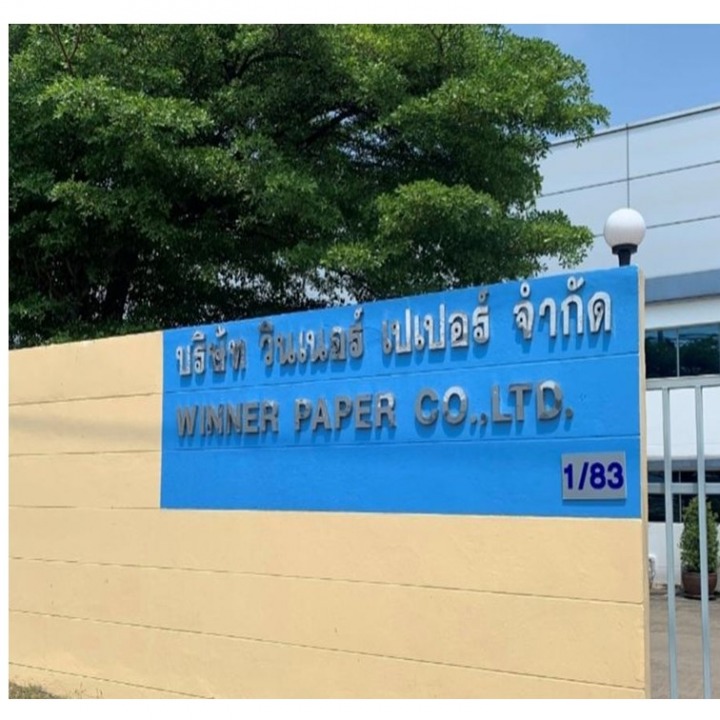 บริษัท วินเนอร์ เปเปอร์ จำกัด
WINNER PAPER CO.,LTD.
1/83